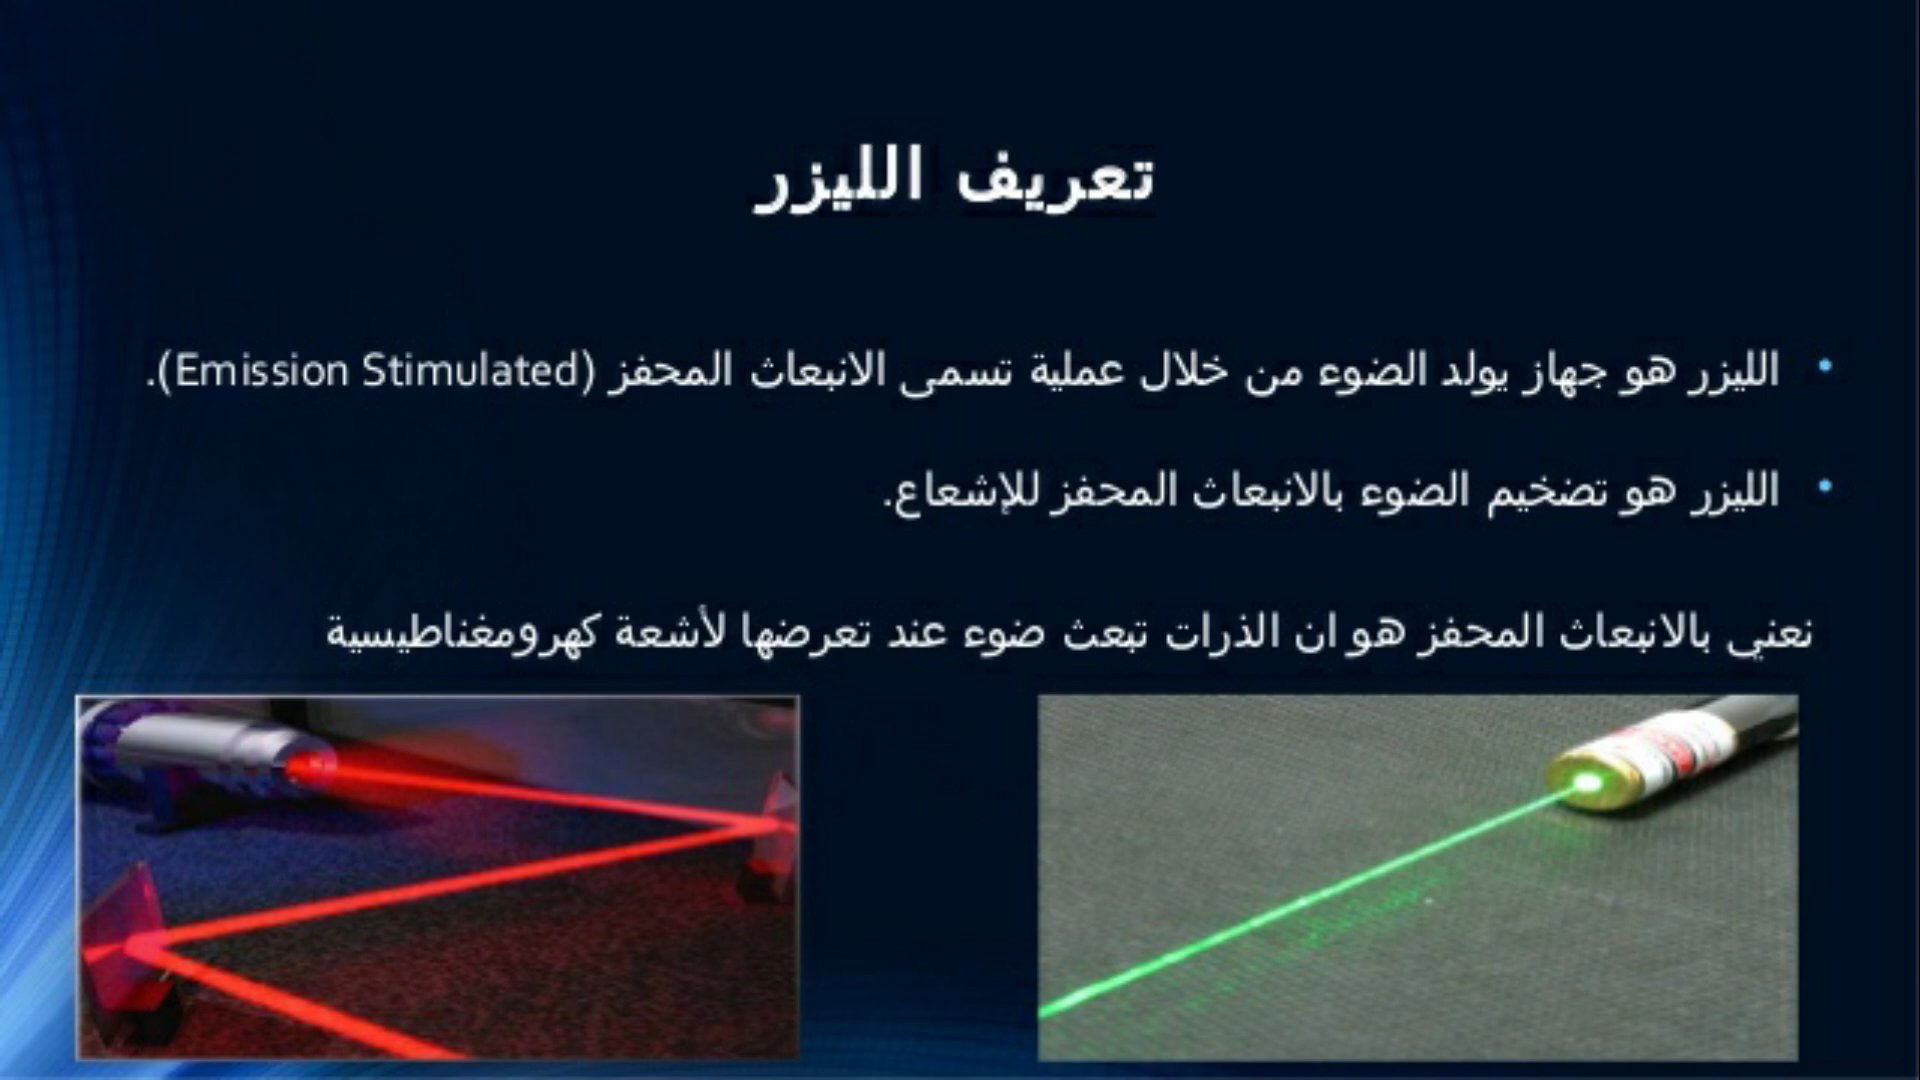 تعريف الليزر
• الليزر هو جهاز يولد الضوء من خلال عملية تسمى الانبعاث المحفز (Emission Stimulated).
• الليزر هو تضخيم الضوء بالانبعاث المحفز للإشعاع.
نعني بالانبعاث المحفز هو ان الذرات تبعث ضوء عند تعرضها لأشعة كهرومغناطيسية